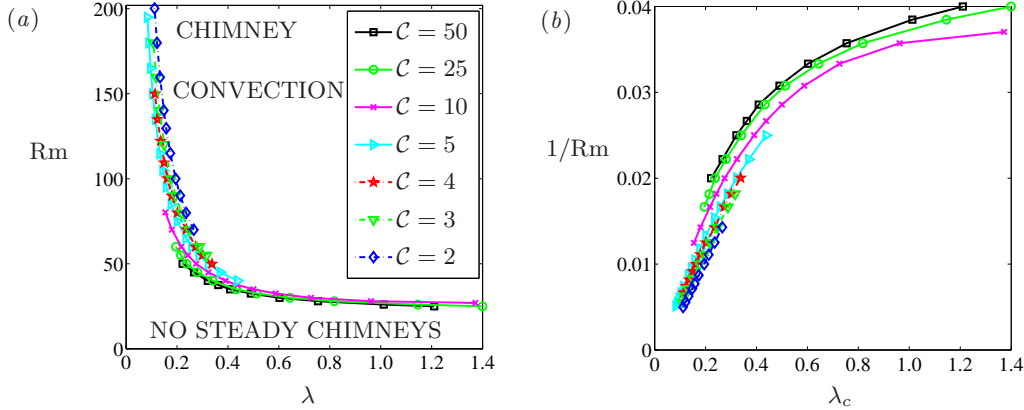 (a)
200
150
100
50
0
Rm
0
0.2
0.4
0.6
0.8
1.0
1.2
1.4
λ
CHIMNEY
CONVECTION
NO STEADY CHIMNEYS
C = 50
C = 25
C = 10
C = 5
C = 4
C = 3
C = 2
(b)
0.04
0.03
0.02
0.01
0
1/Rm
0
0.2
0.4
0.6
0.8
1.0
1.2
1.4
λc